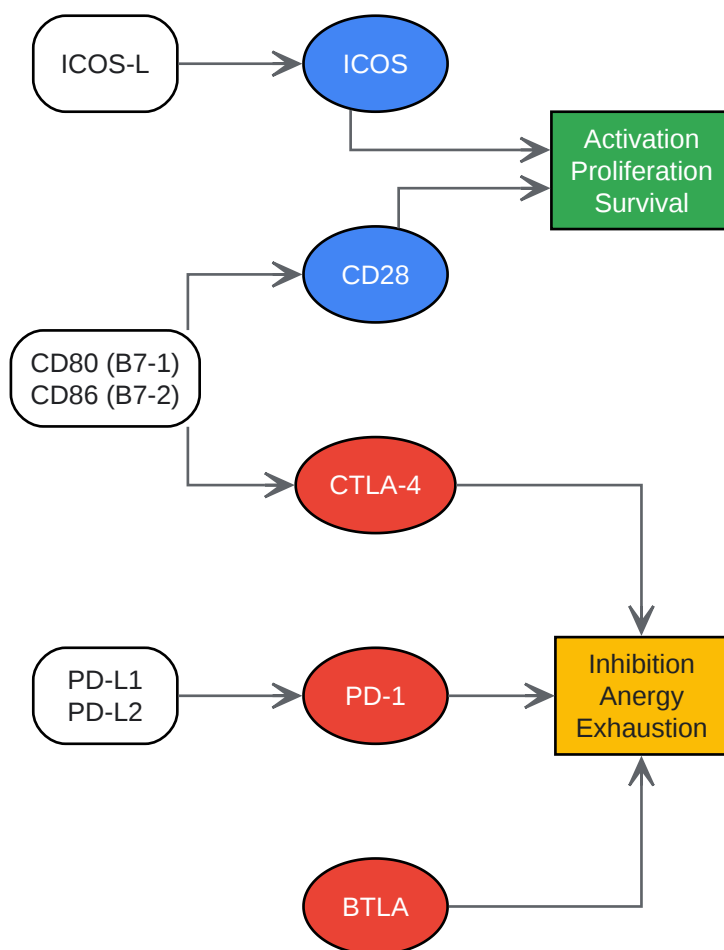 ICOS-L
ICOS
Activation
Proliferation
Survival
CD28
CD80 (B7-1)
CD86 (B7-2)
CTLA-4
PD-L1
PD-L2
PD-1
Inhibition
Anergy
Exhaustion
BTLA